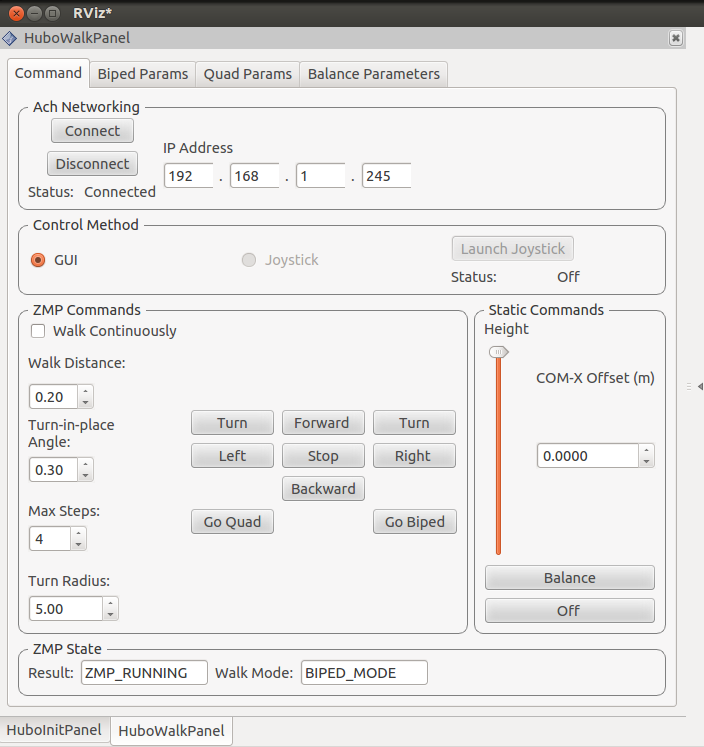 RViz*
HuboWalkPanel
Command Biped Params Quad Params Balance Parameters
Ach Networking
Connect
IP Address
Disconnect
192 . 168 . 1 . 245
Status: Connected
Control Method
GUI Joystick Launch Joystick
Status: Off
ZMP Commands
Walk Continuously
Walk Distance:
0.20
Turn-in-place
Angle:
0.30
Max Steps:
4
Turn Radius:
5.00
Turn Forward Turn
Left Stop Right
Backward
Go Quad Go Biped
Static Commands
Height
COM-X Offset (m)
0.0000
Balance
Off
ZMP State
Result: ZMP_RUNNING Walk Mode: BIPED_MODE
HuboInitPanel HuboWalkPanel